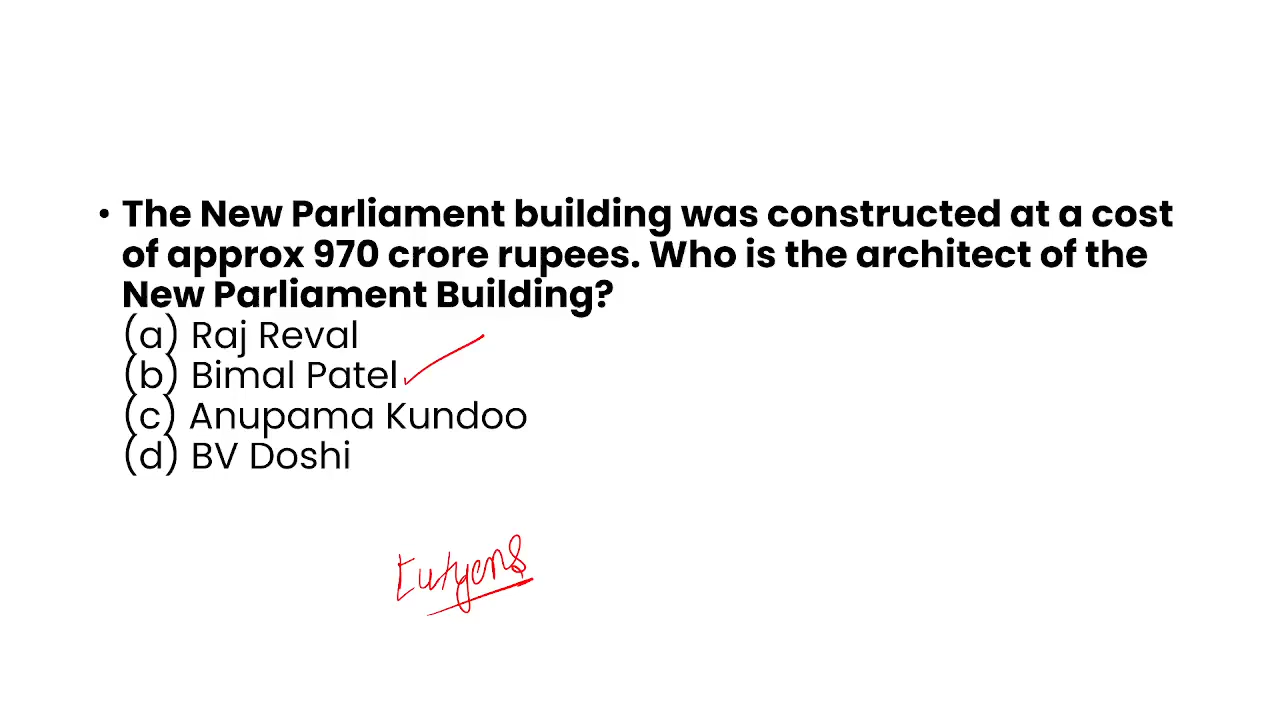 • The New Parliament building was constructed at a cost
of approx 970 crore rupees. Who is the architect of the
New Parliament Building?
(a) Raj Reval
(b) Bimal Patel
(c) Anupama Kundoo
(d) BV Doshi
Lutyens